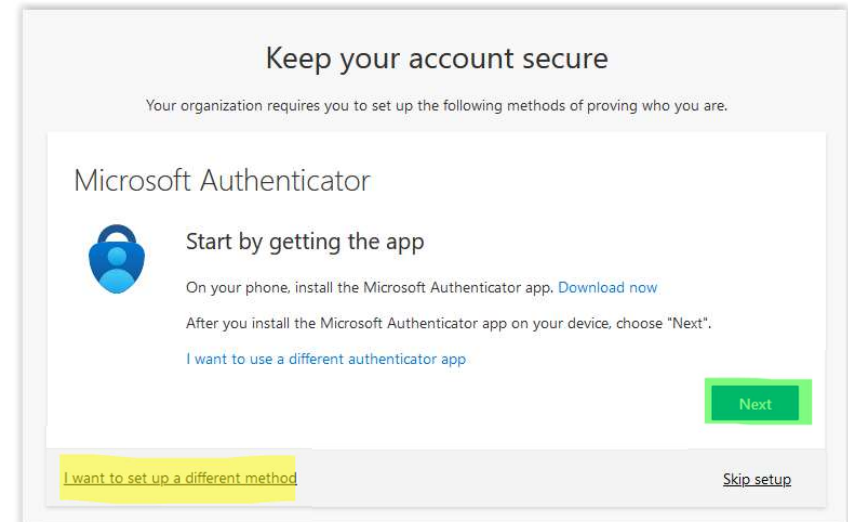 Keep your account secure
Your organization requires you to set up the following methods of proving who you are.
Microsoft Authenticator
Start by getting the app
On your phone, install the Microsoft Authenticator app. Download now
After you install the Microsoft Authenticator app on your device, choose "Next".
I want to use a different authenticator app
Next
I want to set up a different method
Skip setup